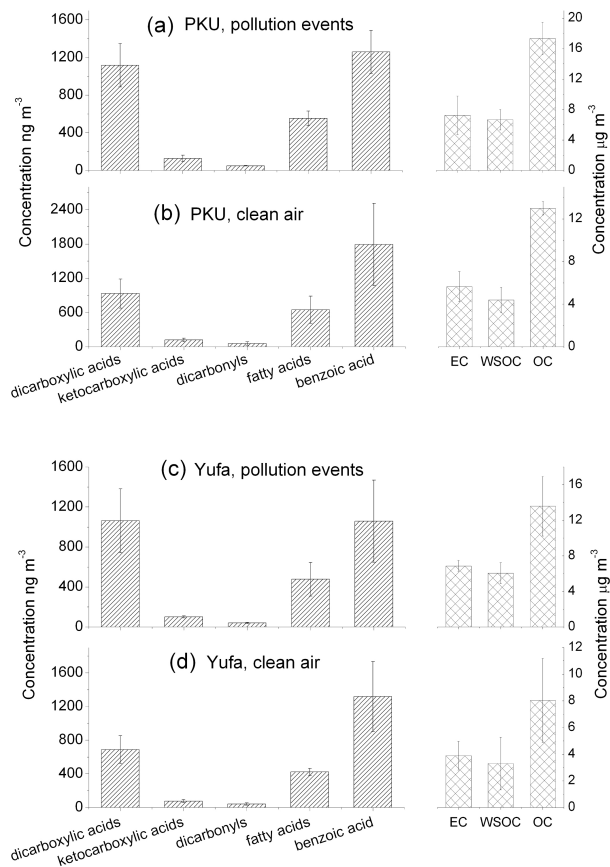 (a) PKU, pollution events
1600
1200
800
400
0
20
16
12
8
4
0
(b) PKU, clean air
2400
1800
1200
600
0
12
8
4
0
Concentration ng m-3
Concentration µg m-3
dicarboxylic acids
ketocarboxylic acids
dicarbonyls
fatty acids
benzoic acid
EC WSOC OC
(c) Yufa, pollution events
1600
1200
800
400
0
16
12
8
4
0
(d) Yufa, clean air
1600
1200
800
400
0
12
10
8
6
4
2
0
Concentration ng m-3
Concentration µg m-3
dicarboxylic acids
ketocarboxylic acids
dicarbonyls
fatty acids
benzoic acid
EC WSOC OC